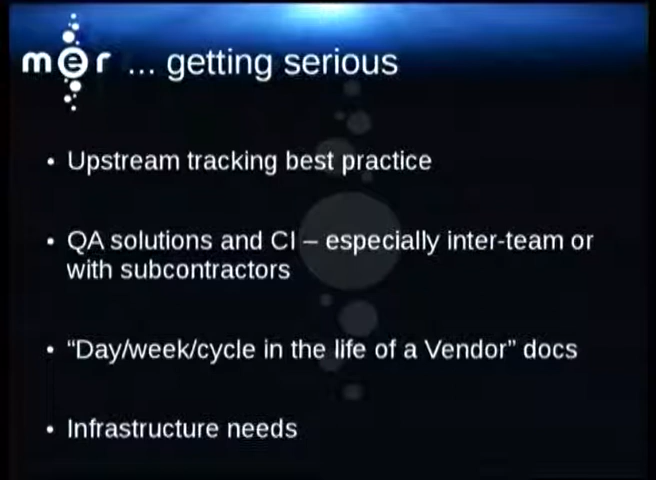 mer ... getting serious
• Upstream tracking best practice
• QA solutions and CI – especially inter-team or
with subcontractors
• “Day/week/cycle in the life of a Vendor” docs
• Infrastructure needs